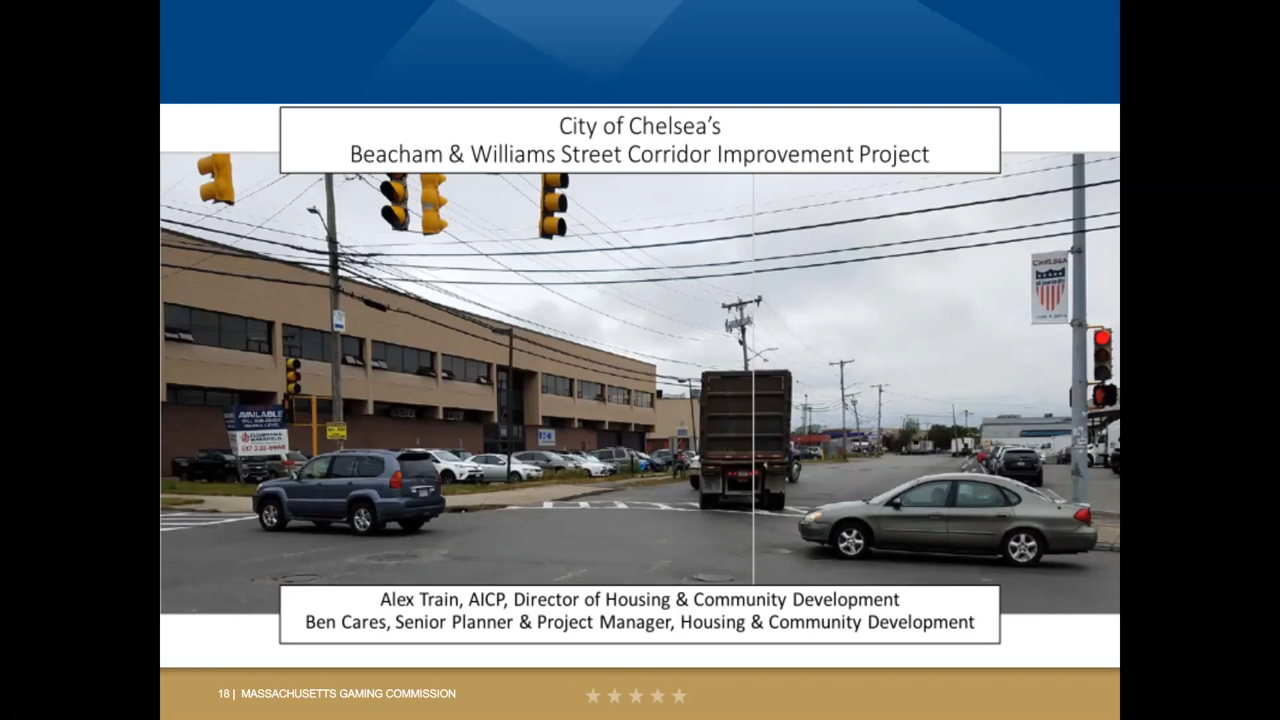 City of Chelsea's
Beacham & Williams Street Corridor Improvement Project
CHELSEA
AVAILABLE
Alex Train, AICP, Director of Housing & Community Development
Ben Cares, Senior Planner & Project Manager, Housing & Community Development
18 | MASSACHUSETTS GAMING COMMISSION